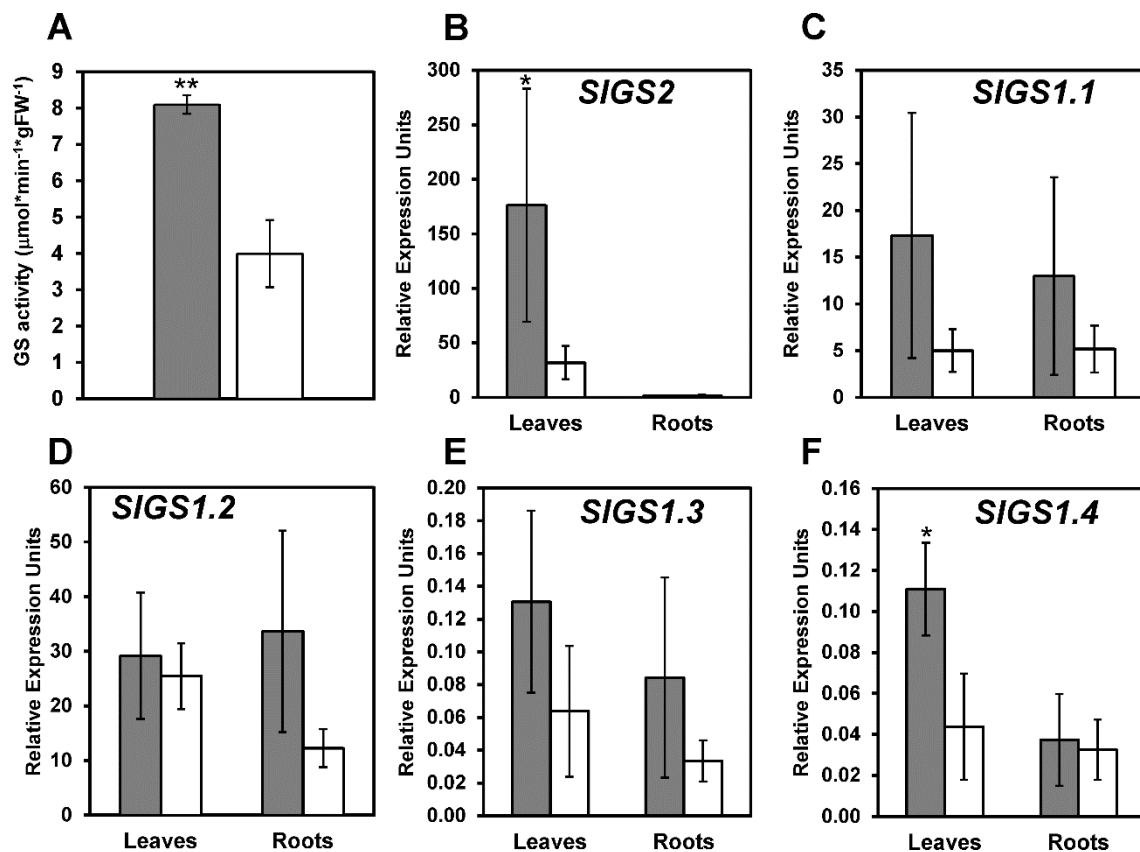 A
GS activity (μmol*min-1*gFW-1)
9
8
7
6
5
4
3
2
1
0
**
B
Relative Expression Units
300
250
200
150
100
50
0
*
SlGS2
Leaves Roots
C
Relative Expression Units
35
30
25
20
15
10
5
0
SlGS1.1
Leaves Roots
D
Relative Expression Units
60
50
40
30
20
10
0
SlGS1.2
Leaves Roots
E
Relative Expression Units
0.20
0.18
0.16
0.14
0.12
0.10
0.08
0.06
0.04
0.02
0.00
SlGS1.3
Leaves Roots
F
Relative Expression Units
0.16
0.14
0.12
0.10
0.08
0.06
0.04
0.02
0.00
*
SlGS1.4
Leaves Roots